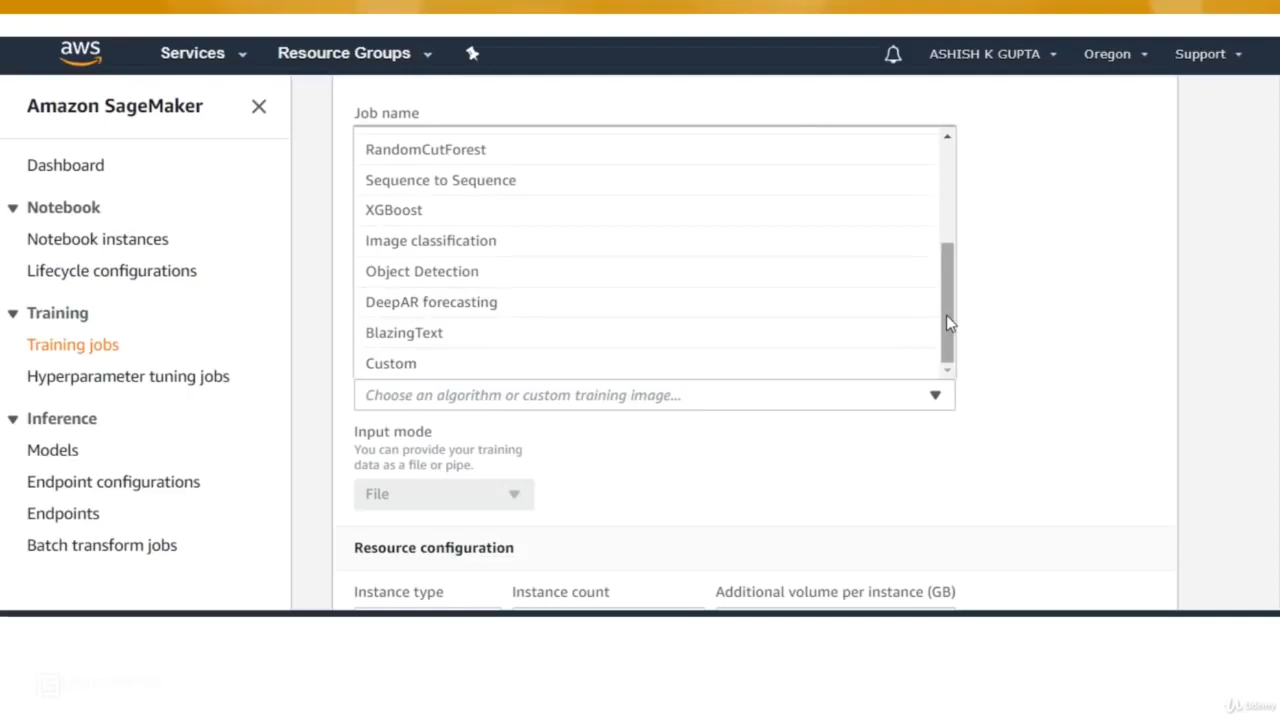 aws
Services
Resource Groups
ASHISH K GUPTA
Oregon
Support
Amazon SageMaker
Dashboard
Notebook
Notebook instances
Lifecycle configurations
Training
Training jobs
Hyperparameter tuning jobs
Inference
Models
Endpoint configurations
Endpoints
Batch transform jobs
Job name
RandomCutForest
Sequence to Sequence
XGBoost
Image classification
Object Detection
DeepAR forecasting
BlazingText
Custom
Choose an algorithm or custom training image...
Input mode
You can provide your training
data as a file or pipe.
File
Resource configuration
Instance type
Instance count
Additional volume per instance (GB)
Udemy